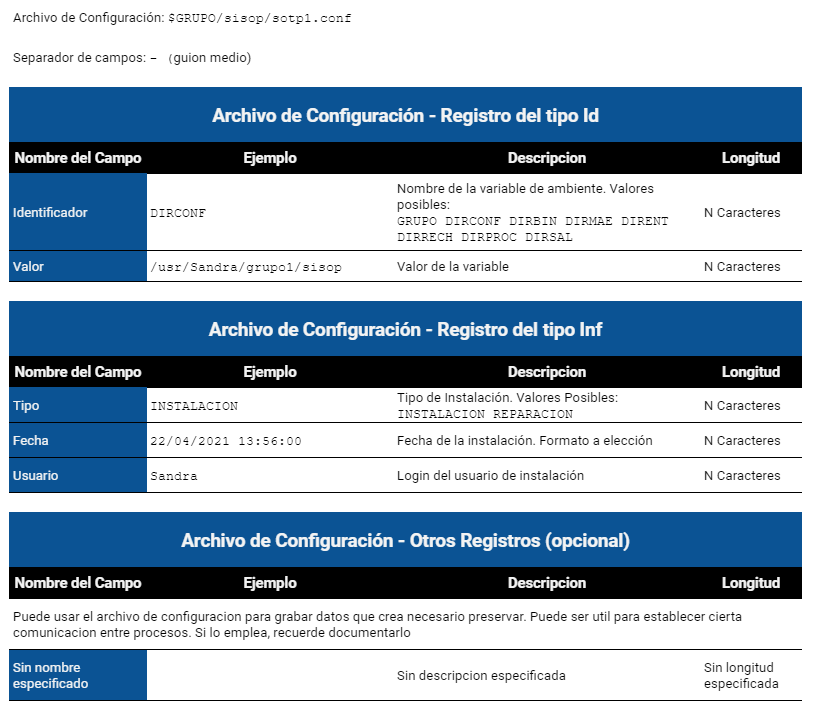 Archivo de Configuración: $GRUPO/sisop/sotp1.conf
Separador de campos: - (guion medio)
Archivo de Configuración - Registro del tipo Id
Nombre del Campo Ejemplo Descripcion Longitud
Identificador DIRCONF Nombre de la variable de ambiente. Valores
posibles:
GRUPO DIRCONF DIRBIN DIRMAE DIRENT
DIRRECH DIRPROC DIRSAL N Caracteres
Valor /usr/Sandra/grupo1/sisop Valor de la variable N Caracteres
Archivo de Configuración - Registro del tipo Inf
Nombre del Campo Ejemplo Descripcion Longitud
Tipo INSTALACION Tipo de Instalación. Valores Posibles:
INSTALACION REPARACION N Caracteres
Fecha 22/04/2021 13:56:00 Fecha de la instalación. Formato a elección N Caracteres
Usuario Sandra Login del usuario de instalación N Caracteres
Archivo de Configuración - Otros Registros (opcional)
Nombre del Campo Ejemplo Descripcion Longitud
Puede usar el archivo de configuracion para grabar datos que crea necesario preservar. Puede ser util para establecer cierta
comunicacion entre procesos. Si lo emplea, recuerde documentarlo
Sin nombre
especificado
Sin descripcion especificada
Sin longitud
especificada